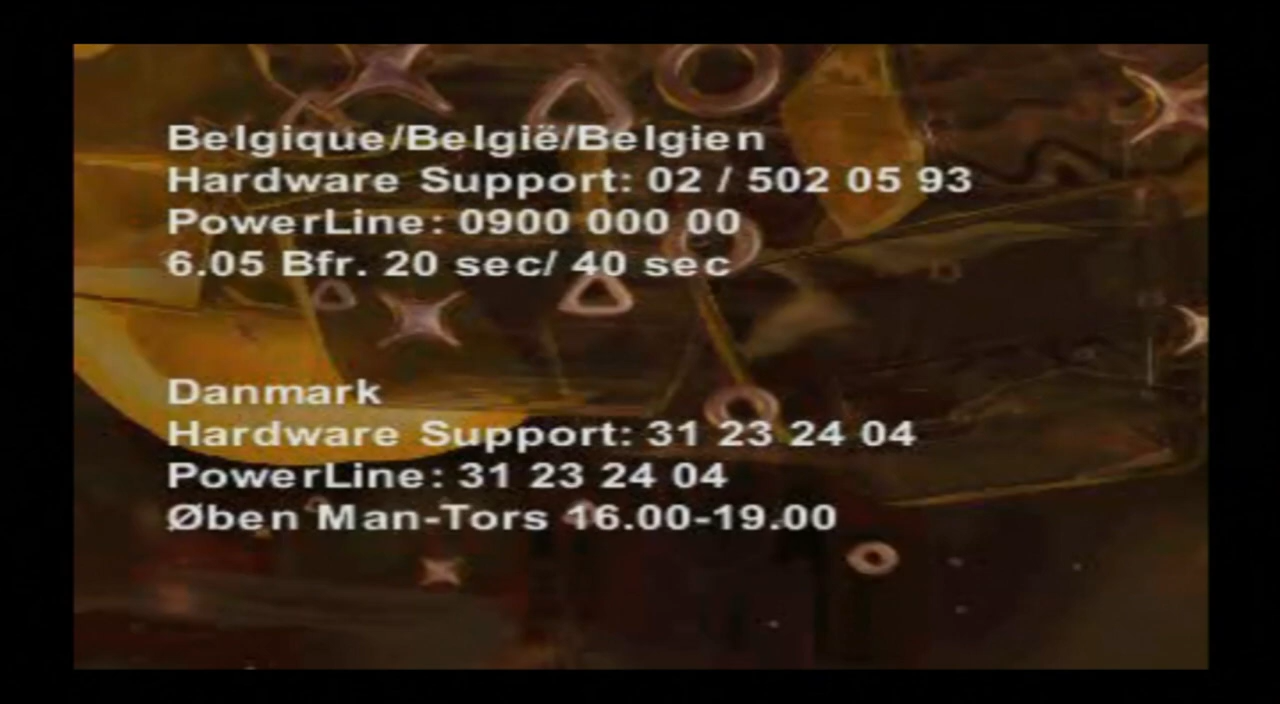 Belgique/België/Belgien
Hardware Support: 02 / 502 05 93
PowerLine: 0900 000 00
6.05 Bfr. 20 sec/ 40 sec
Danmark
Hardware Support: 31 23 24 04
PowerLine: 31 23 24 04
Øben Man-Tors 16.00-19.00